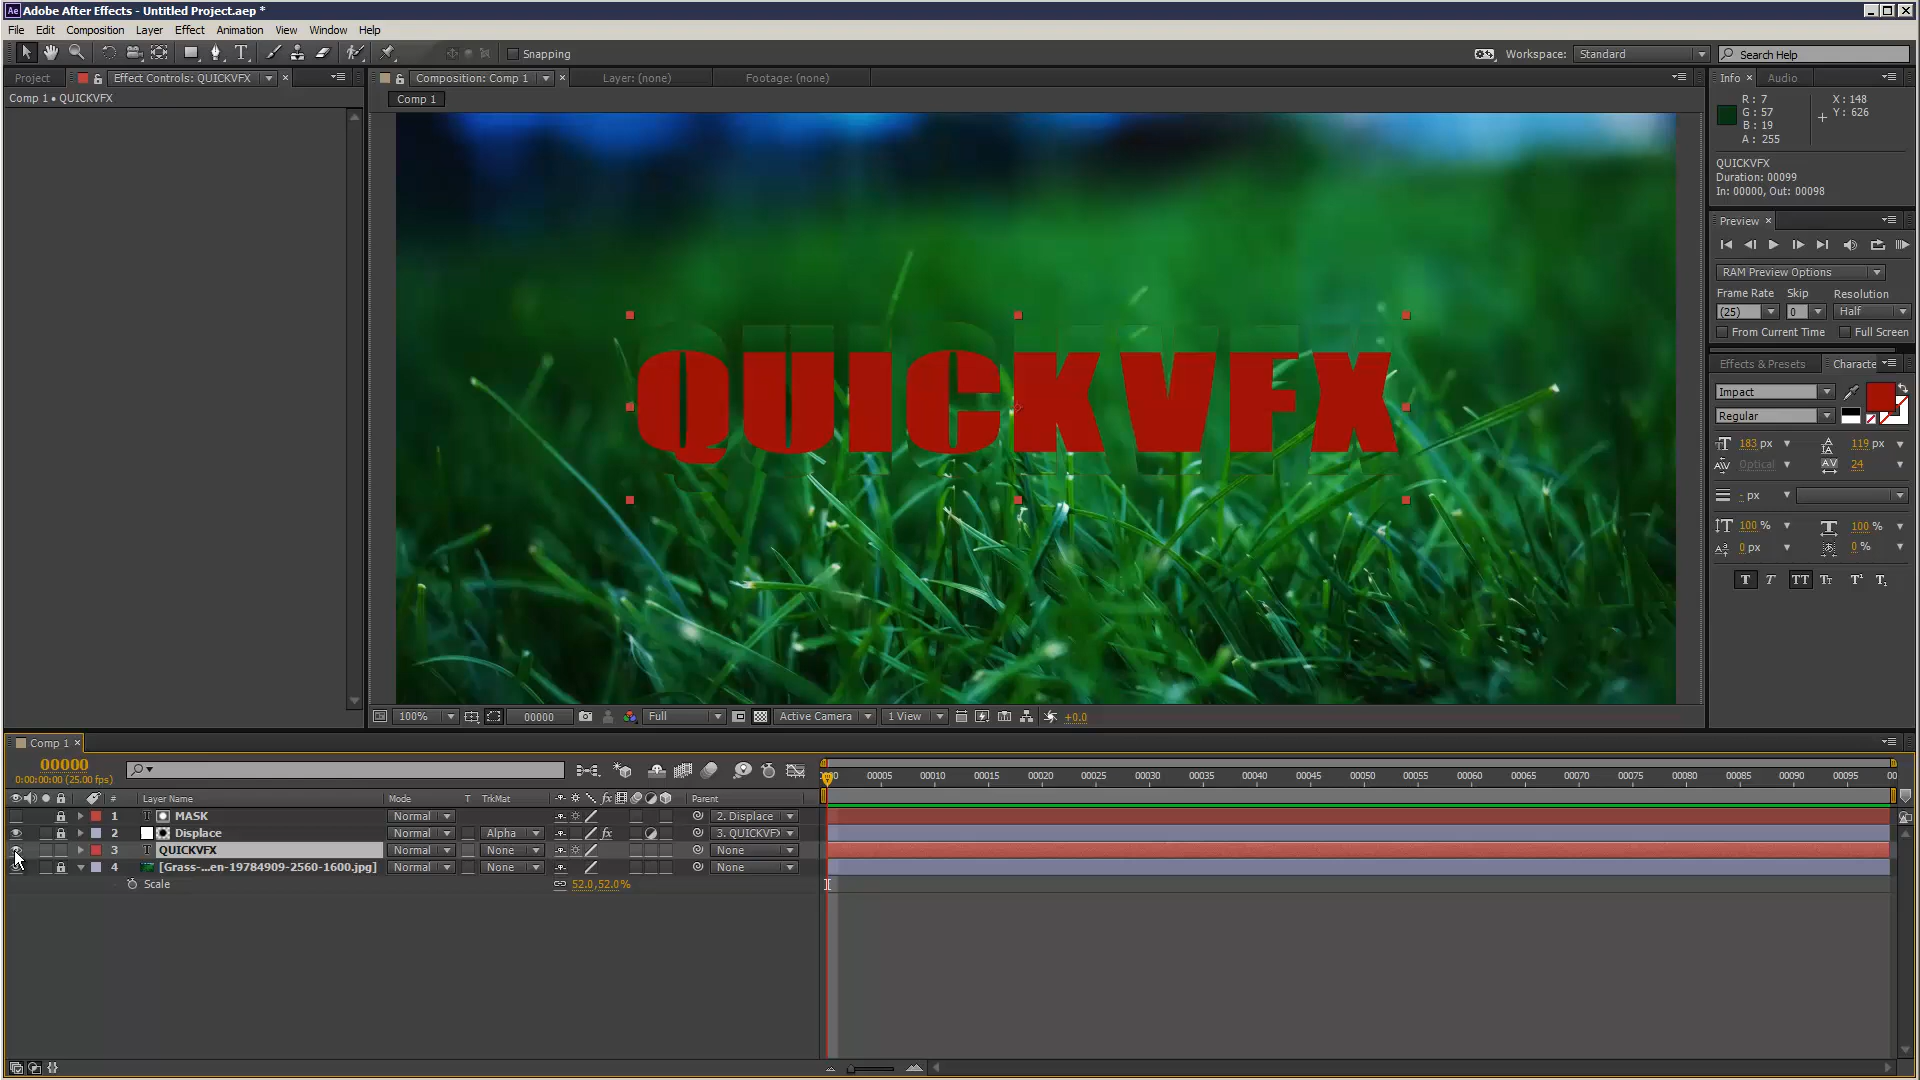 Adobe After Effects - Untitled Project.aep *
File Edit Composition Layer Effect Animation View Window Help
Snapping
Workspace: Standard
Search Help
Project Effect Controls: QUICKVFX
Composition: Comp 1
Layer: (none)
Footage: (none)
Info Audio
Comp 1 • QUICKVFX
Comp 1
R: 7
G: 57
B: 19
A: 255
X: 148
Y: 626
QUICKVFX
Duration: 00099
In: 00000, Out: 00098
Preview
RAM Preview Options
Frame Rate Skip Resolution
(25) 0 Half
From Current Time Full Screen
Effects & Presets Characte
Impact
Regular
183 px 119 px
Optical 24
- px
100 % 100 %
0 px 0 %
T T TT Tr T¹ T₁
QUICKVFX
100% 00000 Full Active Camera 1 View +0.0
Comp 1
00000
0:00:00:00 (25.00 fps)
00005 00010 00015 00020 00025 00030 00035 00040 00045 00050 00055 00060 00065 00070 00075 00080 00085 00090 00095 00
# Layer Name Mode T TrkMat Parent
1 T MASK Normal 2. Displace
2 Displace Normal Alpha fx 3. QUICKVFX
3 T QUICKVFX Normal None None
4 [Grass-...en-19784909-2560-1600.jpg] Normal None None
Scale 52.0,52.0%